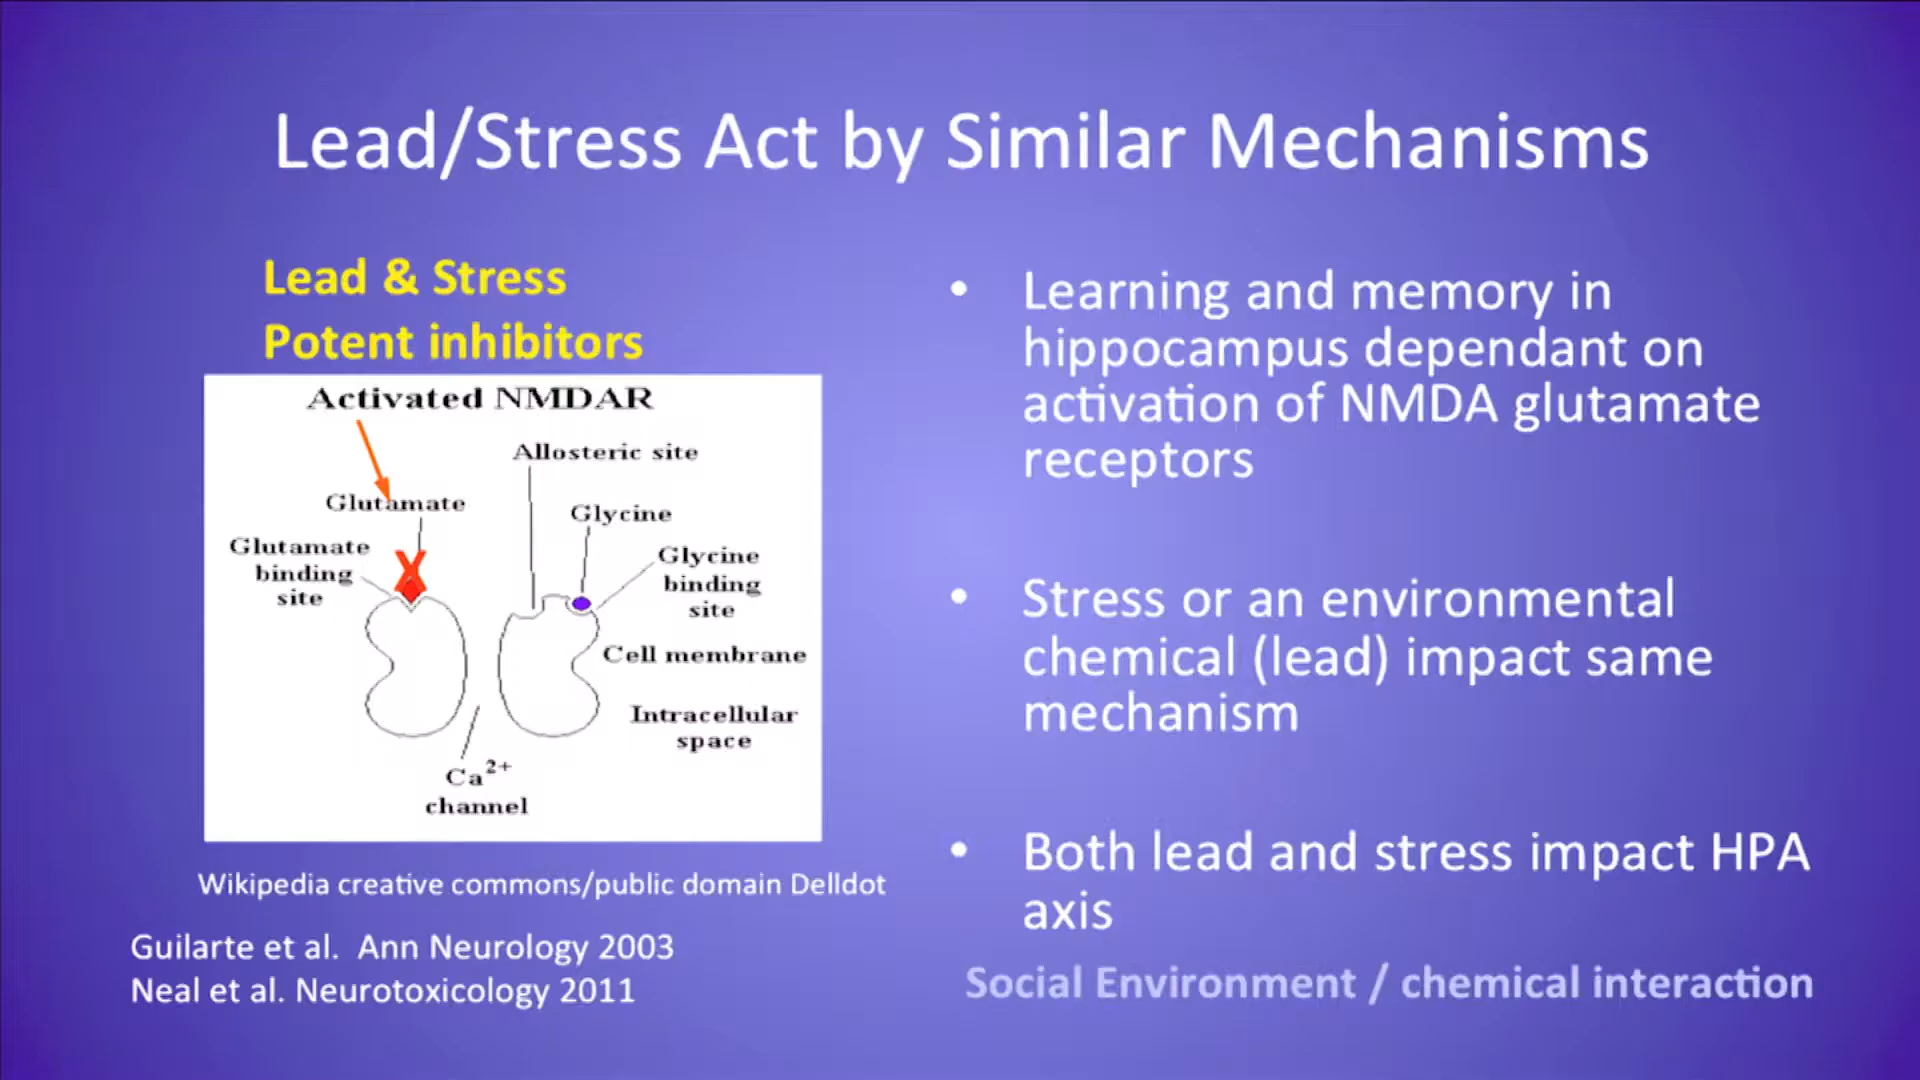 Lead/Stress Act by Similar Mechanisms
Lead & Stress
Potent inhibitors
Activated NMDAR
Allosteric site
Glutamate
Glycine
Glutamate
binding
site
Glycine
binding
site
Cell membrane
Intracellular
space
Ca2+
channel
Wikipedia creative commons/public domain Delldot
Guilarte et al.  Ann Neurology 2003
Neal et al. Neurotoxicology 2011
• Learning and memory in
hippocampus dependant on
activation of NMDA glutamate
receptors
• Stress or an environmental
chemical (lead) impact same
mechanism
• Both lead and stress impact HPA
axis
Social Environment / chemical interaction